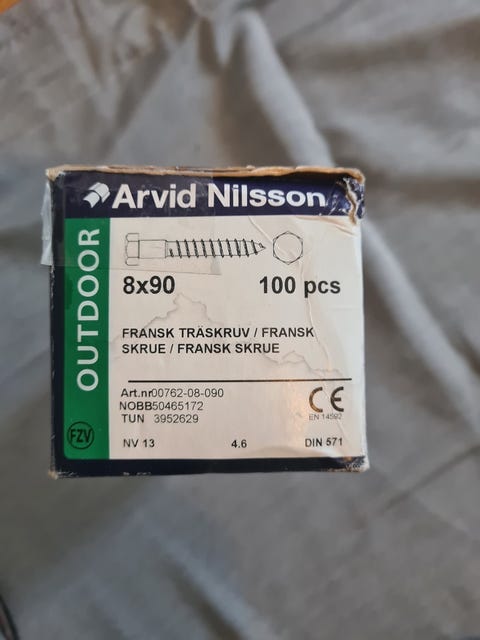 Arvid Nilsson
OUTDOOR
8x90 100 pcs
FRANSK TRÄSKRUV / FRANSK
SKRUE / FRANSK SKRUE
Art.nr00762-08-090
NOBB50465172
TUN 3952629
CE
EN 14592
FZV
NV 13 4.6 DIN 571